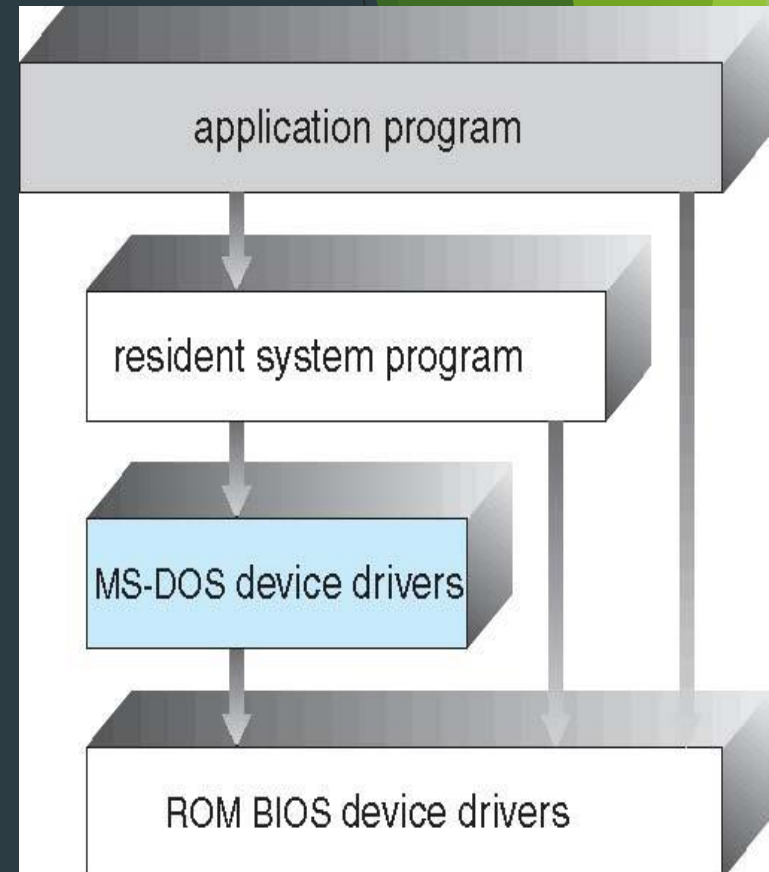 application program
resident system program
MS-DOS device drivers
ROM BIOS device drivers